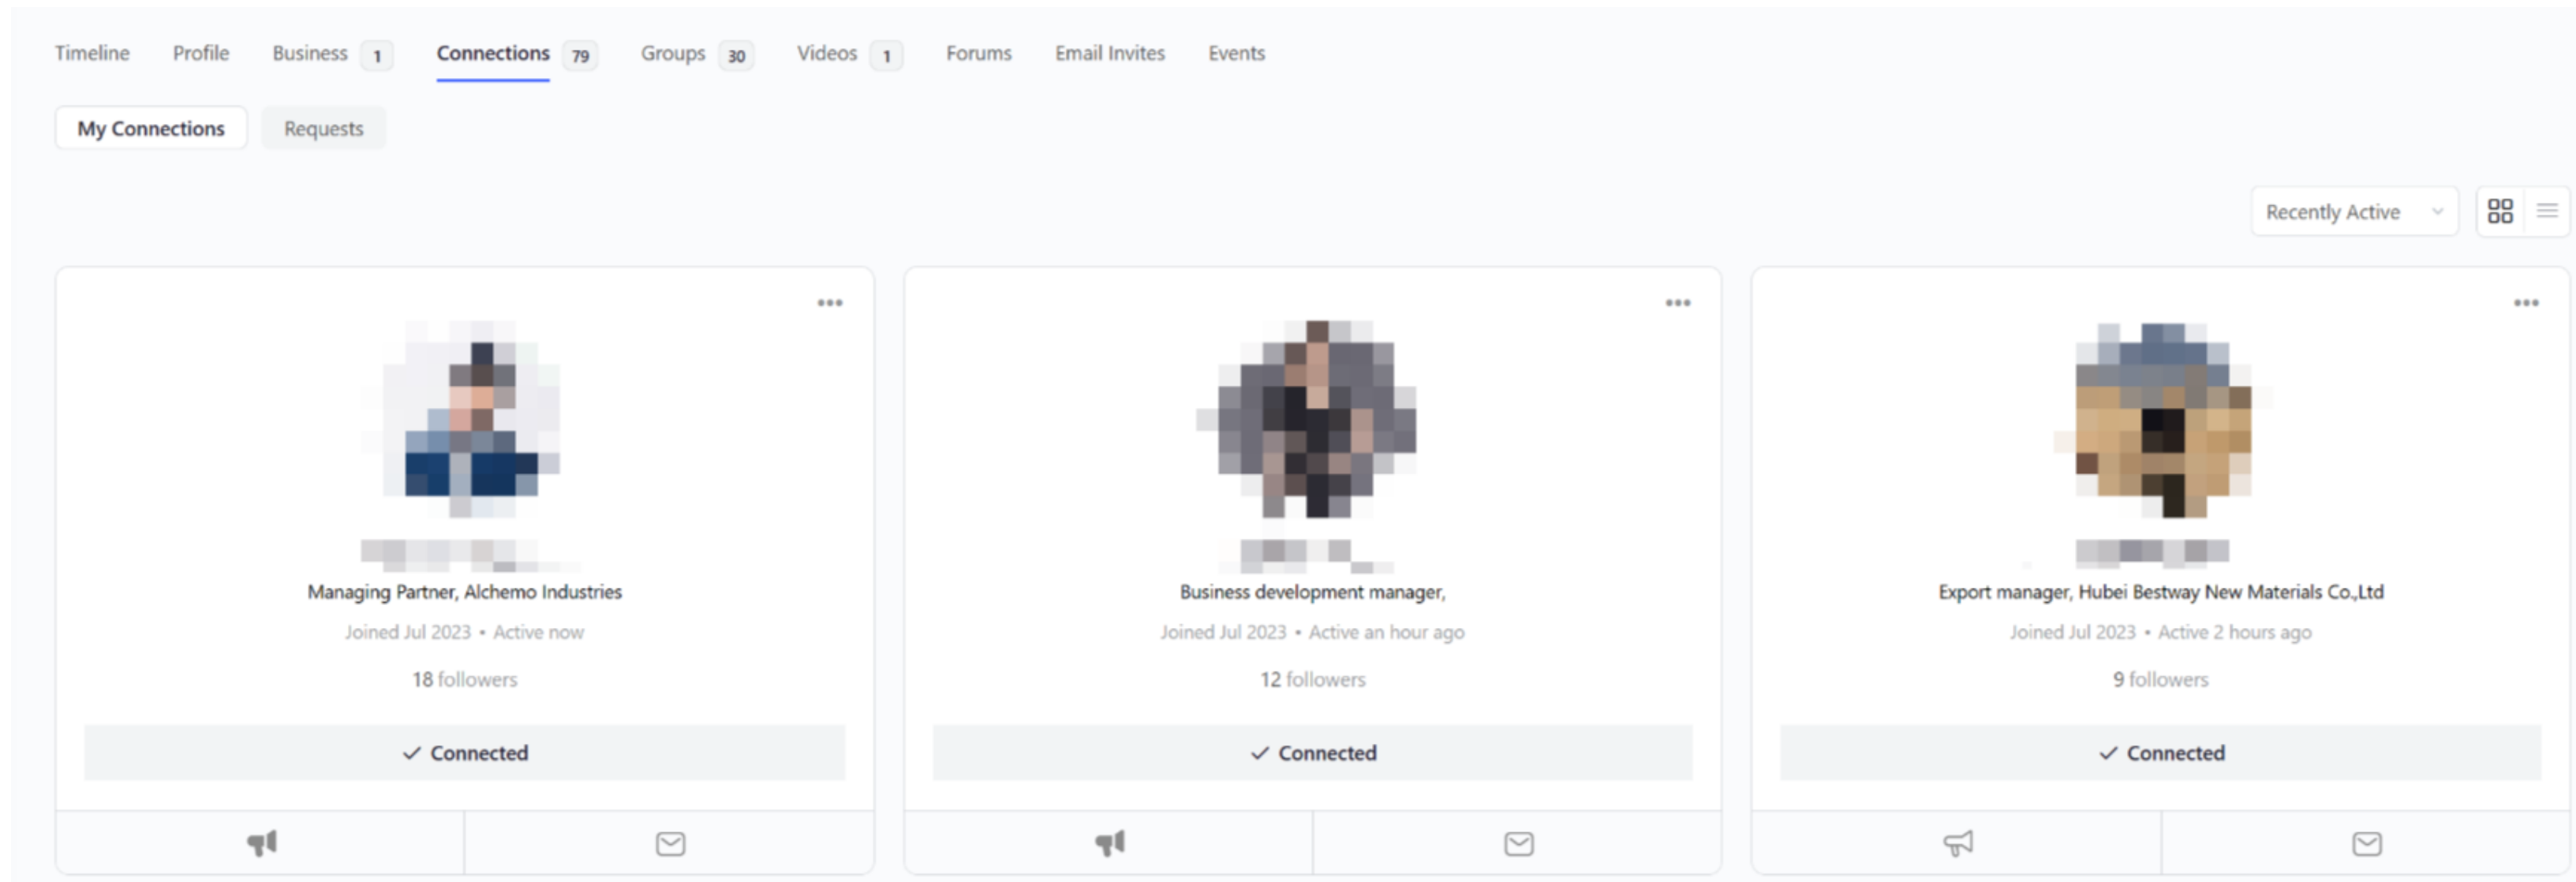 Timeline Profile Business 1 Connections 79 Groups 30 Videos 1 Forums Email Invites Events
My Connections Requests
Recently Active
Managing Partner, Alchemo Industries
Joined Jul 2023 • Active now
18 followers
Connected
Business development manager,
Joined Jul 2023 • Active an hour ago
12 followers
Connected
Export manager, Hubei Bestway New Materials Co.,Ltd
Joined Jul 2023 • Active 2 hours ago
9 followers
Connected